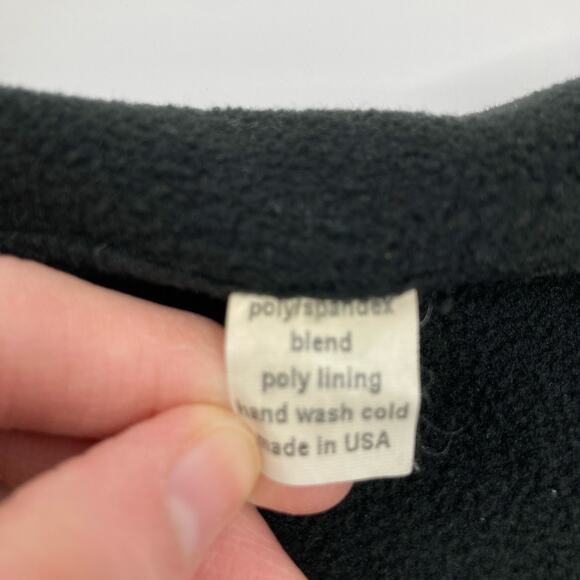 poly/spandex
blend
poly lining
hand wash cold
made in USA